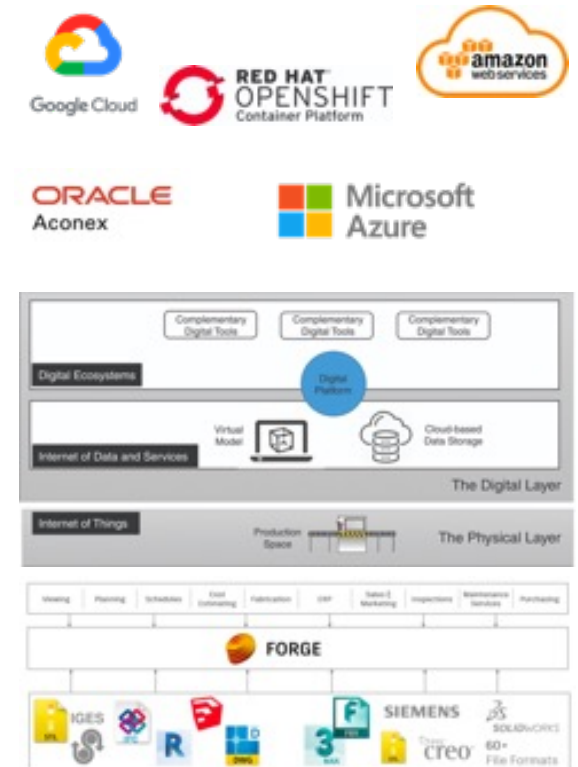 Google Cloud
RED HAT
OPENSHIFT
Container Platform
amazon
webservices
ORACLE
Aconex
Microsoft
Azure
Complementary
Digital Tools
Complementary
Digital Tools
Complementary
Digital Tools
Digital Ecosystems
Digital
Platform
Virtual
Model
Cloud-based
Data Storage
Internet of Data and Services
The Digital Layer
Internet of Things
Production
Space
The Physical Layer
Viewing
Planning
Schedules
Cost
Estimating
Fabrication
ERP
Sales &
Marketing
Inspections
Maintenance
Services
Purchasing
FORGE
IGES
R
D
DWG
3
MAX
F
SIEMENS
SOLIDWORKS
creo
60+
File Formats